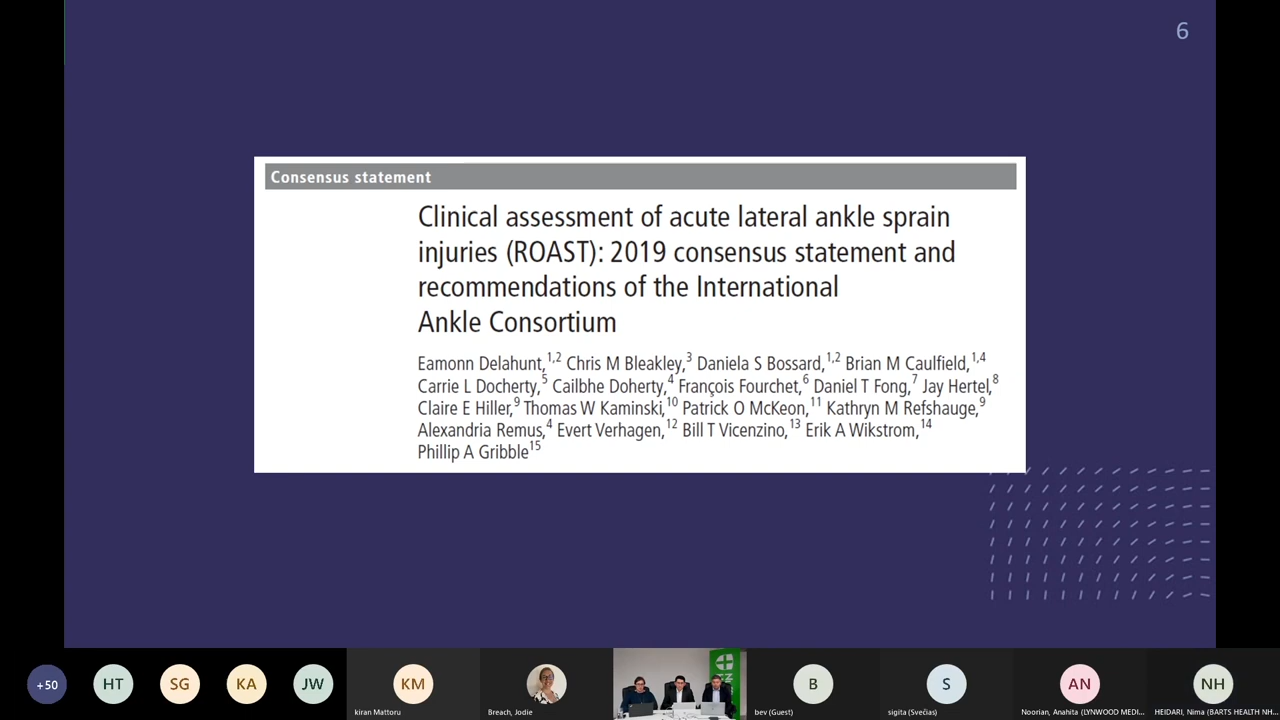 6
Consensus statement
Clinical assessment of acute lateral ankle sprain
injuries (ROAST): 2019 consensus statement and
recommendations of the International
Ankle Consortium
Eamonn Delahunt,1,2 Chris M Bleakley,3 Daniela S Bossard,1,2 Brian M Caulfield,1,4
Carrie L Docherty,5 Cailbhe Doherty,4 François Fourchet,6 Daniel T Fong,7 Jay Hertel,8
Claire E Hiller,9 Thomas W Kaminski,10 Patrick O McKeon,11 Kathryn M Refshauge,9
Alexandria Remus,4 Evert Verhagen,12 Bill T Vicenzino,13 Erik A Wikstrom,14
Phillip A Gribble15
+50
HT
SG
KA
JW
KM
B
S
AN
NH
kiran Mattoru
Breach, Jodie
bev (Guest)
sigita (Svečias)
Noorian, Anahita (LYNWOOD MEDI...
HEIDARI, Nima (BARTS HEALTH NH...